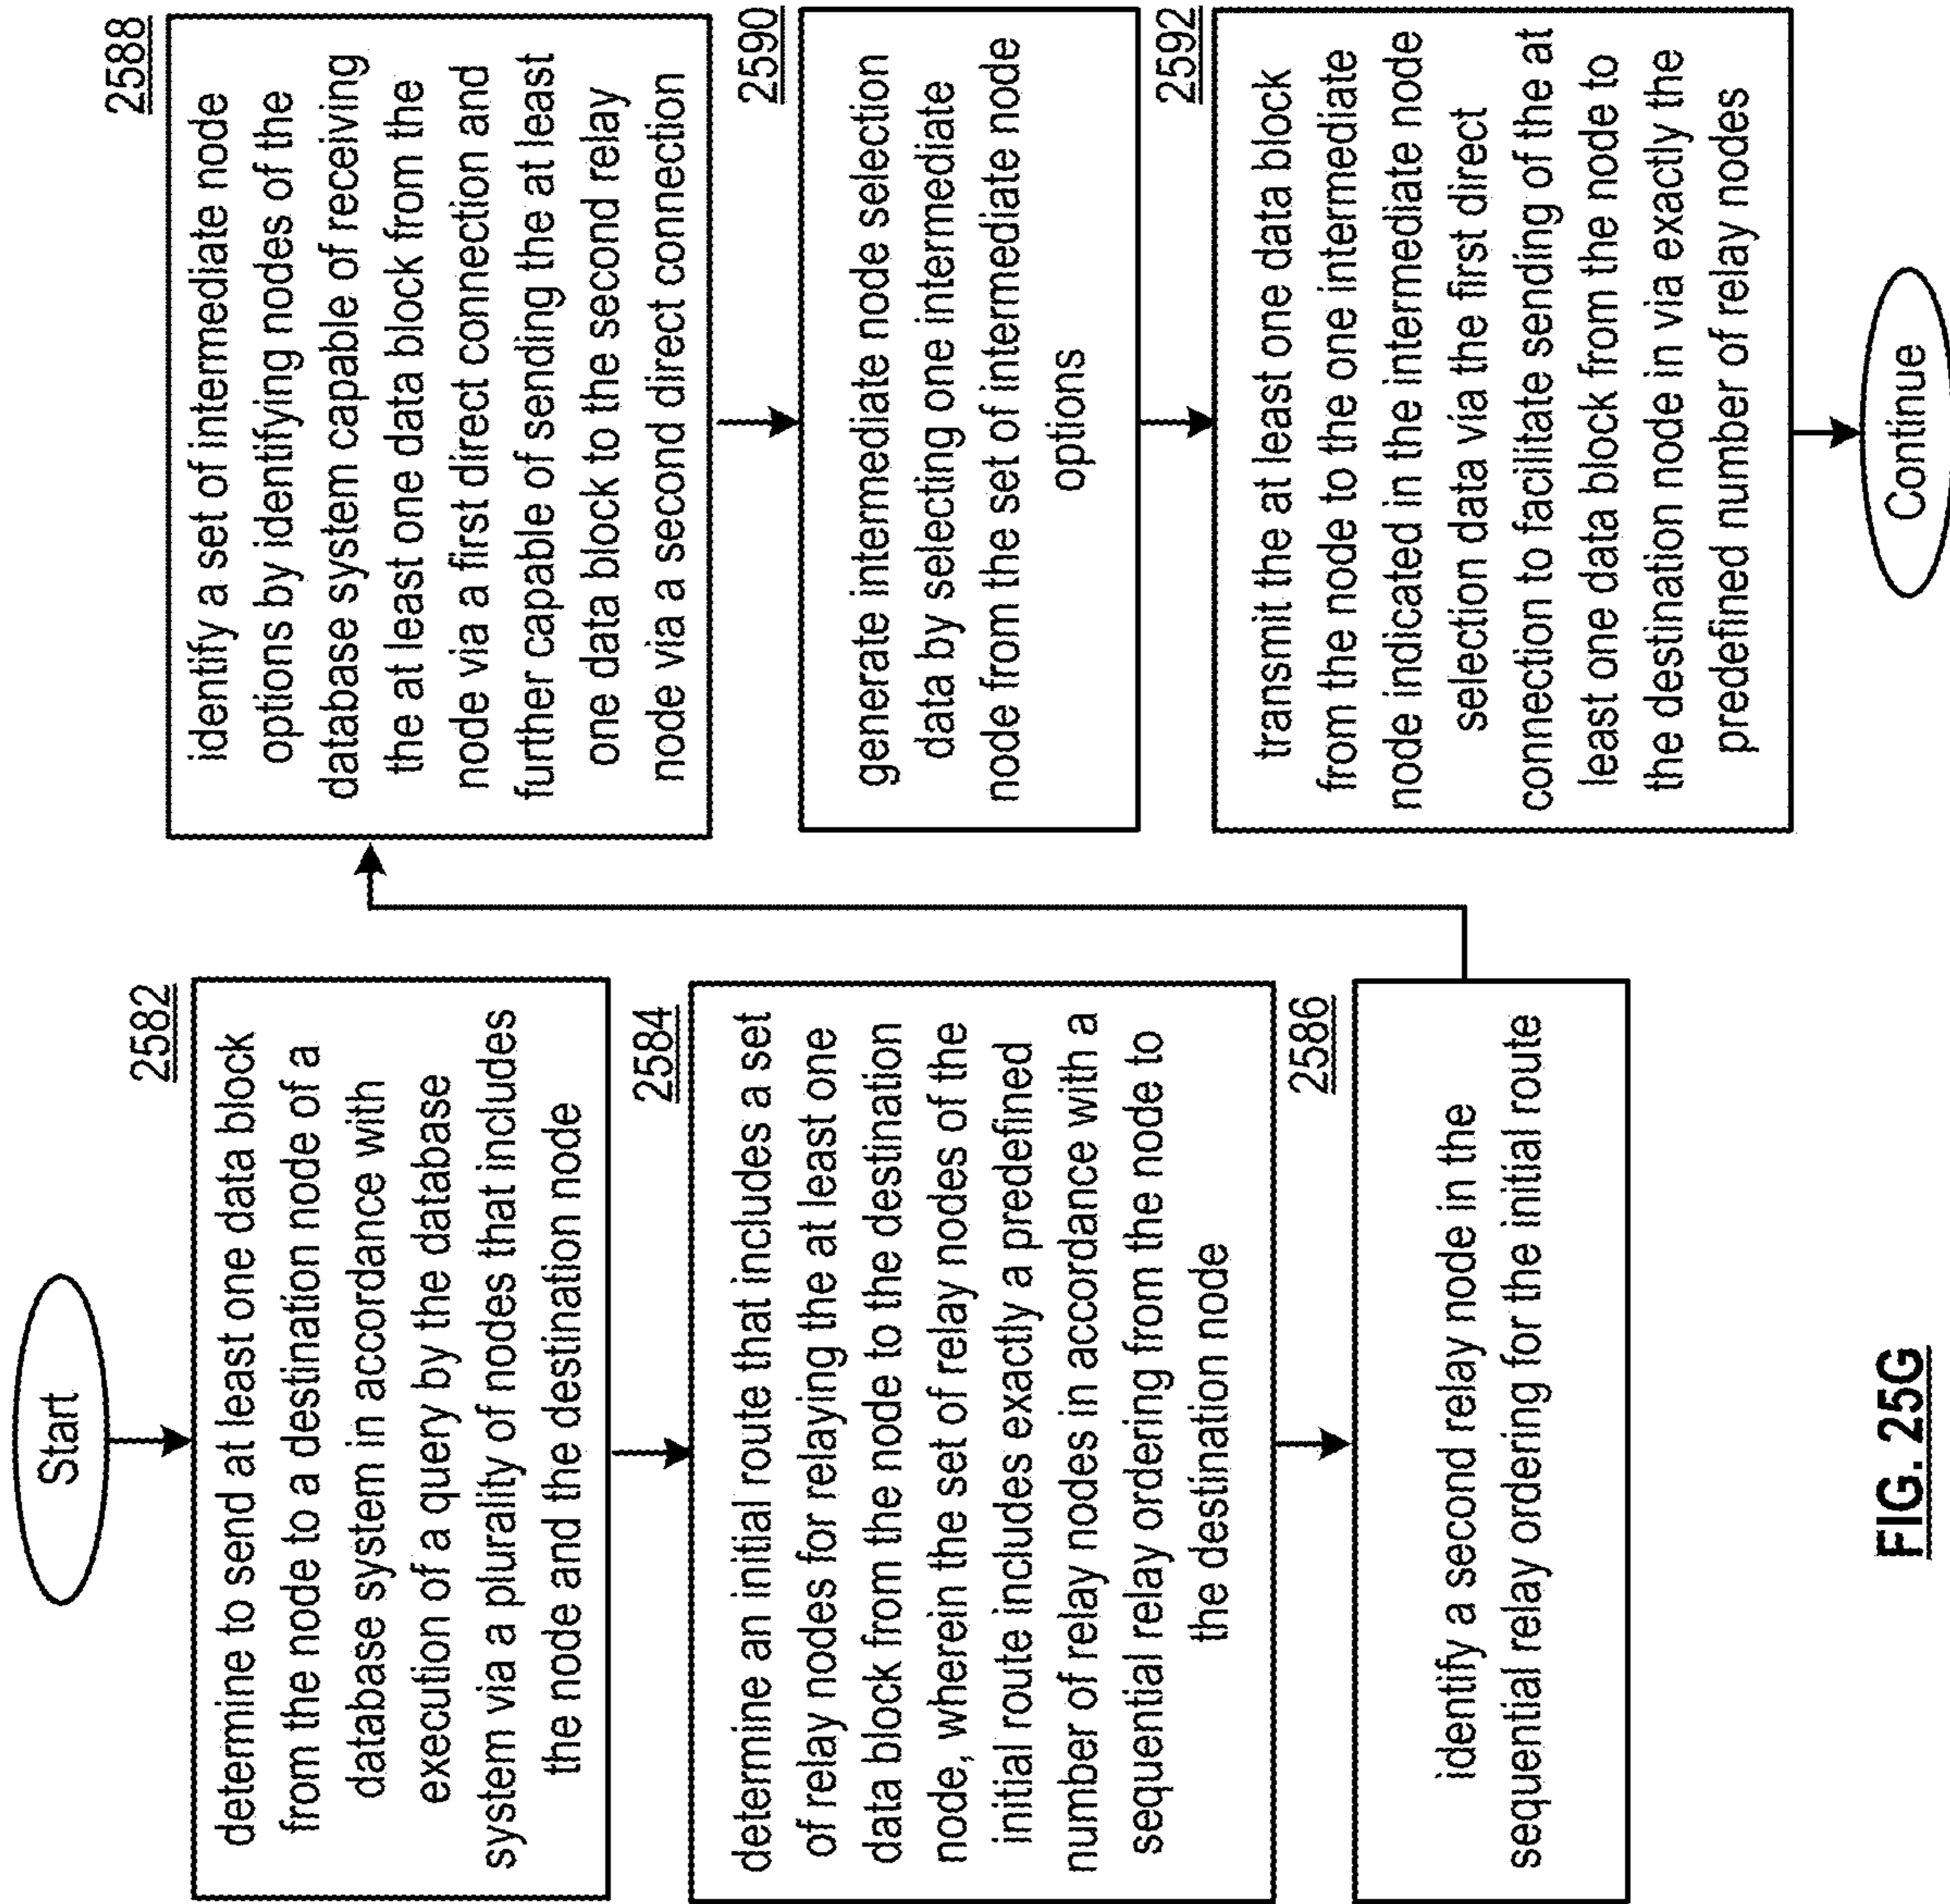 Start
2582
determine to send at least one data block
from the node to a destination node of a
database system in accordance with
execution of a query by the database
system via a plurality of nodes that includes
the node and the destination node
2584
determine an initial route that includes a set
of relay nodes for relaying the at least one
data block from the node to the destination
node, wherein the set of relay nodes of the
initial route includes exactly a predefined
number of relay nodes in accordance with a
sequential relay ordering from the node to
the destination node
2586
identify a second relay node in the
sequential relay ordering for the initial route
2588
identify a set of intermediate node
options by identifying nodes of the
database system capable of receiving
the at least one data block from the
node via a first direct connection and
further capable of sending the at least
one data block to the second relay
node via a second direct connection
2590
generate intermediate node selection
data by selecting one intermediate
node from the set of intermediate node
options
2592
transmit the at least one data block
from the node to the one intermediate
node indicated in the intermediate node
selection data via the first direct
connection to facilitate sending of the at
least one data block from the node to
the destination node in via exactly the
predefined number of relay nodes
Continue
FIG. 25G